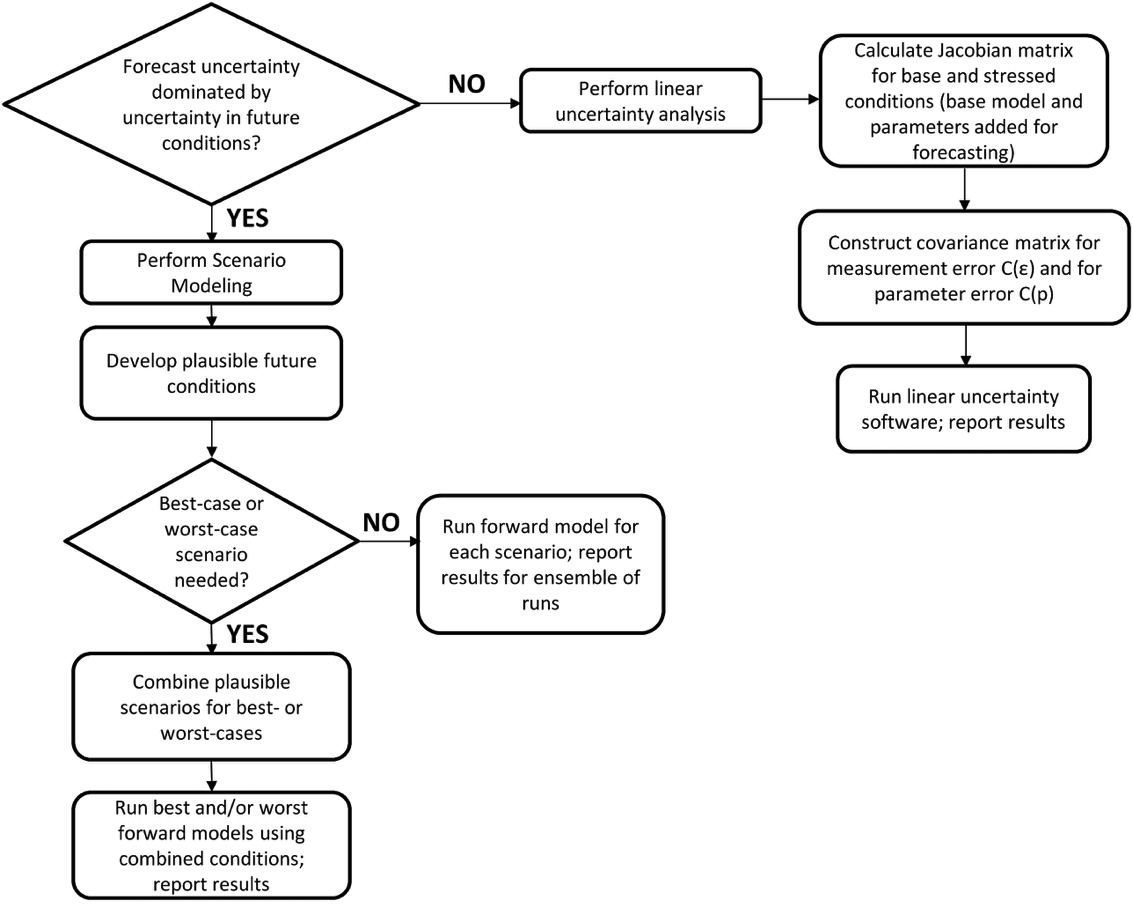 Forecast uncertainty
dominated by
uncertainty in future
conditions?
NO
Perform linear
uncertainty analysis
Calculate Jacobian matrix
for base and stressed
conditions (base model and
parameters added for
forecasting)
Construct covariance matrix for
measurement error C(ε) and for
parameter error C(p)
Run linear uncertainty
software; report results
YES
Perform Scenario
Modeling
Develop plausible future
conditions
Best-case or
worst-case
scenario
needed?
NO
Run forward model for
each scenario; report
results for ensemble of
runs
YES
Combine plausible
scenarios for best- or
worst-cases
Run best and/or worst
forward models using
combined conditions;
report results